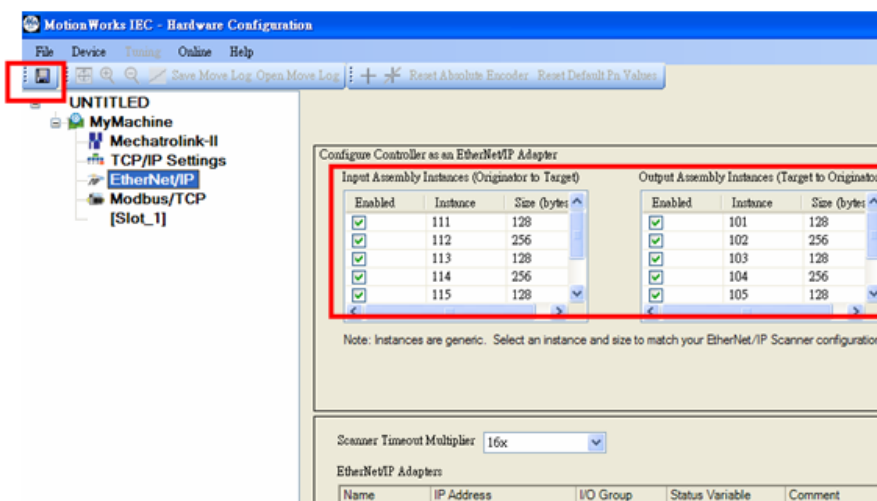 MotionWorks IEC - Hardware Configuration
File Device Tuning Online Help
Save Move Log Open Move Log Reset Absolute Encoder Reset Default Pn Values
UNTITLED
MyMachine
Mechatrolink-II
TCP/IP Settings
EtherNet/IP
Modbus/TCP
[Slot_1]
Configure Controller as an EtherNet/IP Adapter
Input Assembly Instances (Originator to Target) Output Assembly Instances (Target to Originator
Enabled Instance Size (bytes Enabled Instance Size (bytes
111 128 101 128
112 256 102 256
113 128 103 128
114 256 104 256
115 128 105 128
Note: Instances are generic. Select an instance and size to match your EtherNet/IP Scanner configuration
Scanner Timeout Multiplier 16x
EtherNet/IP Adapters
Name IP Address I/O Group Status Variable Comment